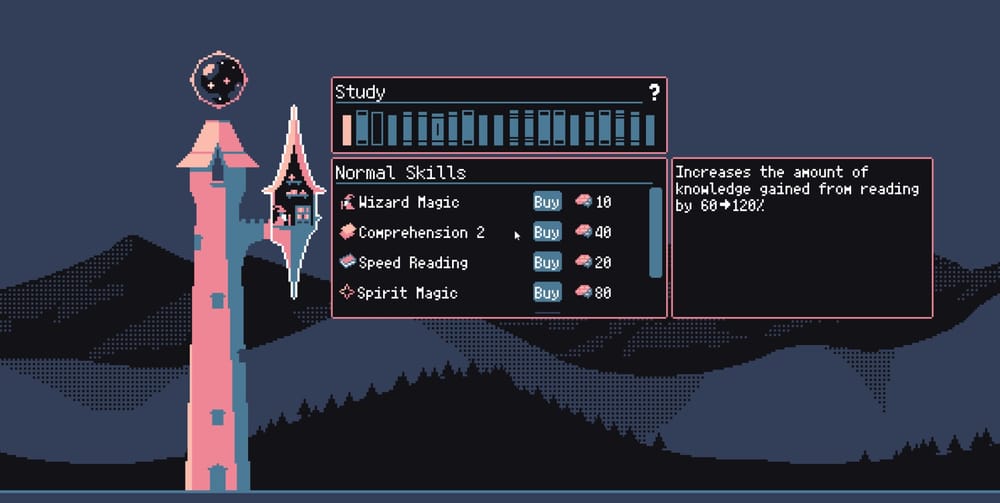 Study
?
Normal Skills
Wizard Magic Buy 10
Comprehension 2 Buy 40
Speed Reading Buy 20
Spirit Magic Buy 80
Increases the amount of
knowledge gained from reading
by 60→120%